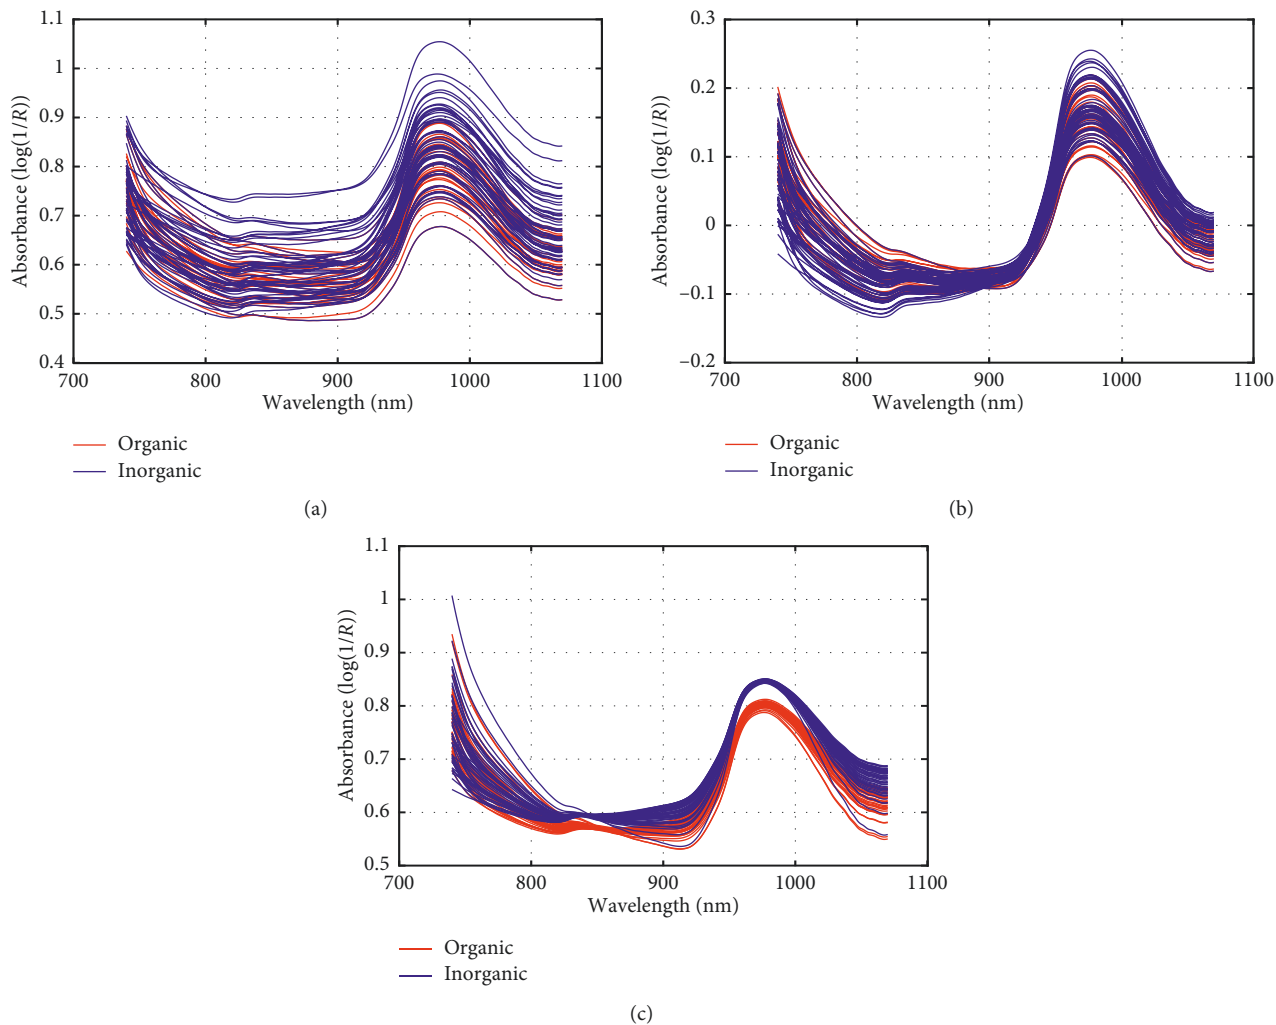 1.1
1
0.9
0.8
0.7
0.6
0.5
0.4
Absorbance (log(1/R))
700 800 900 1000 1100
Wavelength (nm)
Organic
Inorganic
(a)
0.3
0.2
0.1
0
−0.1
−0.2
Absorbance (log(1/R))
700 800 900 1000 1100
Wavelength (nm)
Organic
Inorganic
(b)
1.1
1
0.9
0.8
0.7
0.6
0.5
Absorbance (log(1/R))
700 800 900 1000 1100
Wavelength (nm)
Organic
Inorganic
(c)